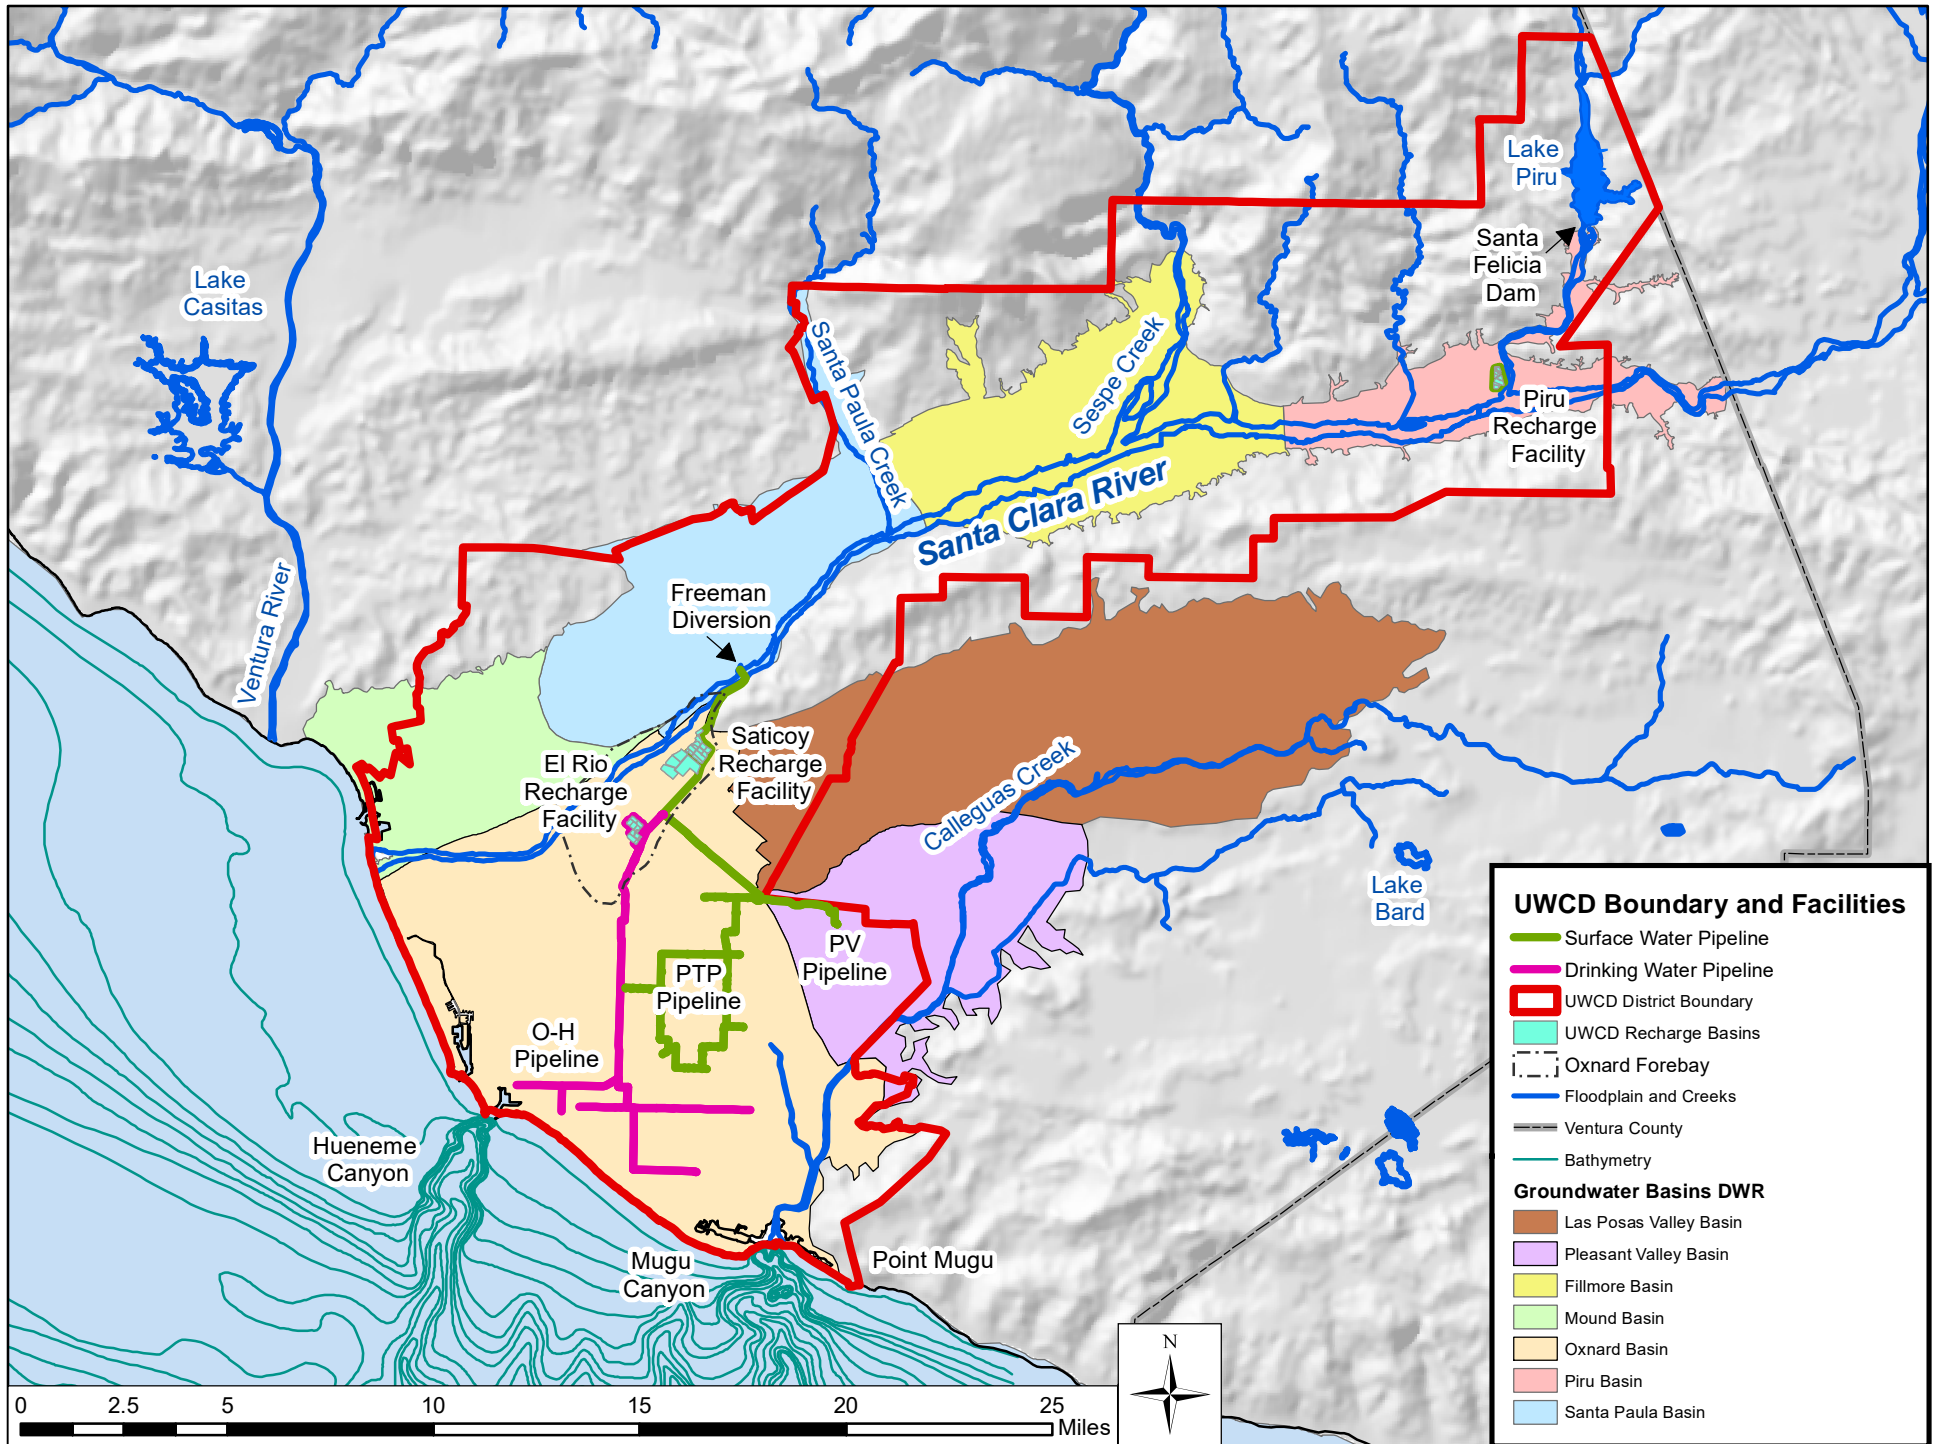 Lake
Piru
Santa
Felicia
Dam
Lake
Casitas
Santa Paula Creek
Sespe Creek
Piru
Recharge
Facility
Santa Clara River
Ventura River
Freeman
Diversion
Saticoy
Recharge
Facility
El Rio
Recharge
Facility
Calleguas Creek
Lake
Bard
PV
Pipeline
PTP
Pipeline
O-H
Pipeline
Hueneme
Canyon
Mugu
Canyon
Point Mugu
UWCD Boundary and Facilities
Surface Water Pipeline
Drinking Water Pipeline
UWCD District Boundary
UWCD Recharge Basins
Oxnard Forebay
Floodplain and Creeks
Ventura County
Bathymetry
Groundwater Basins DWR
Las Posas Valley Basin
Pleasant Valley Basin
Fillmore Basin
Mound Basin
Oxnard Basin
Piru Basin
Santa Paula Basin
N
0 2.5 5 10 15 20 25
Miles